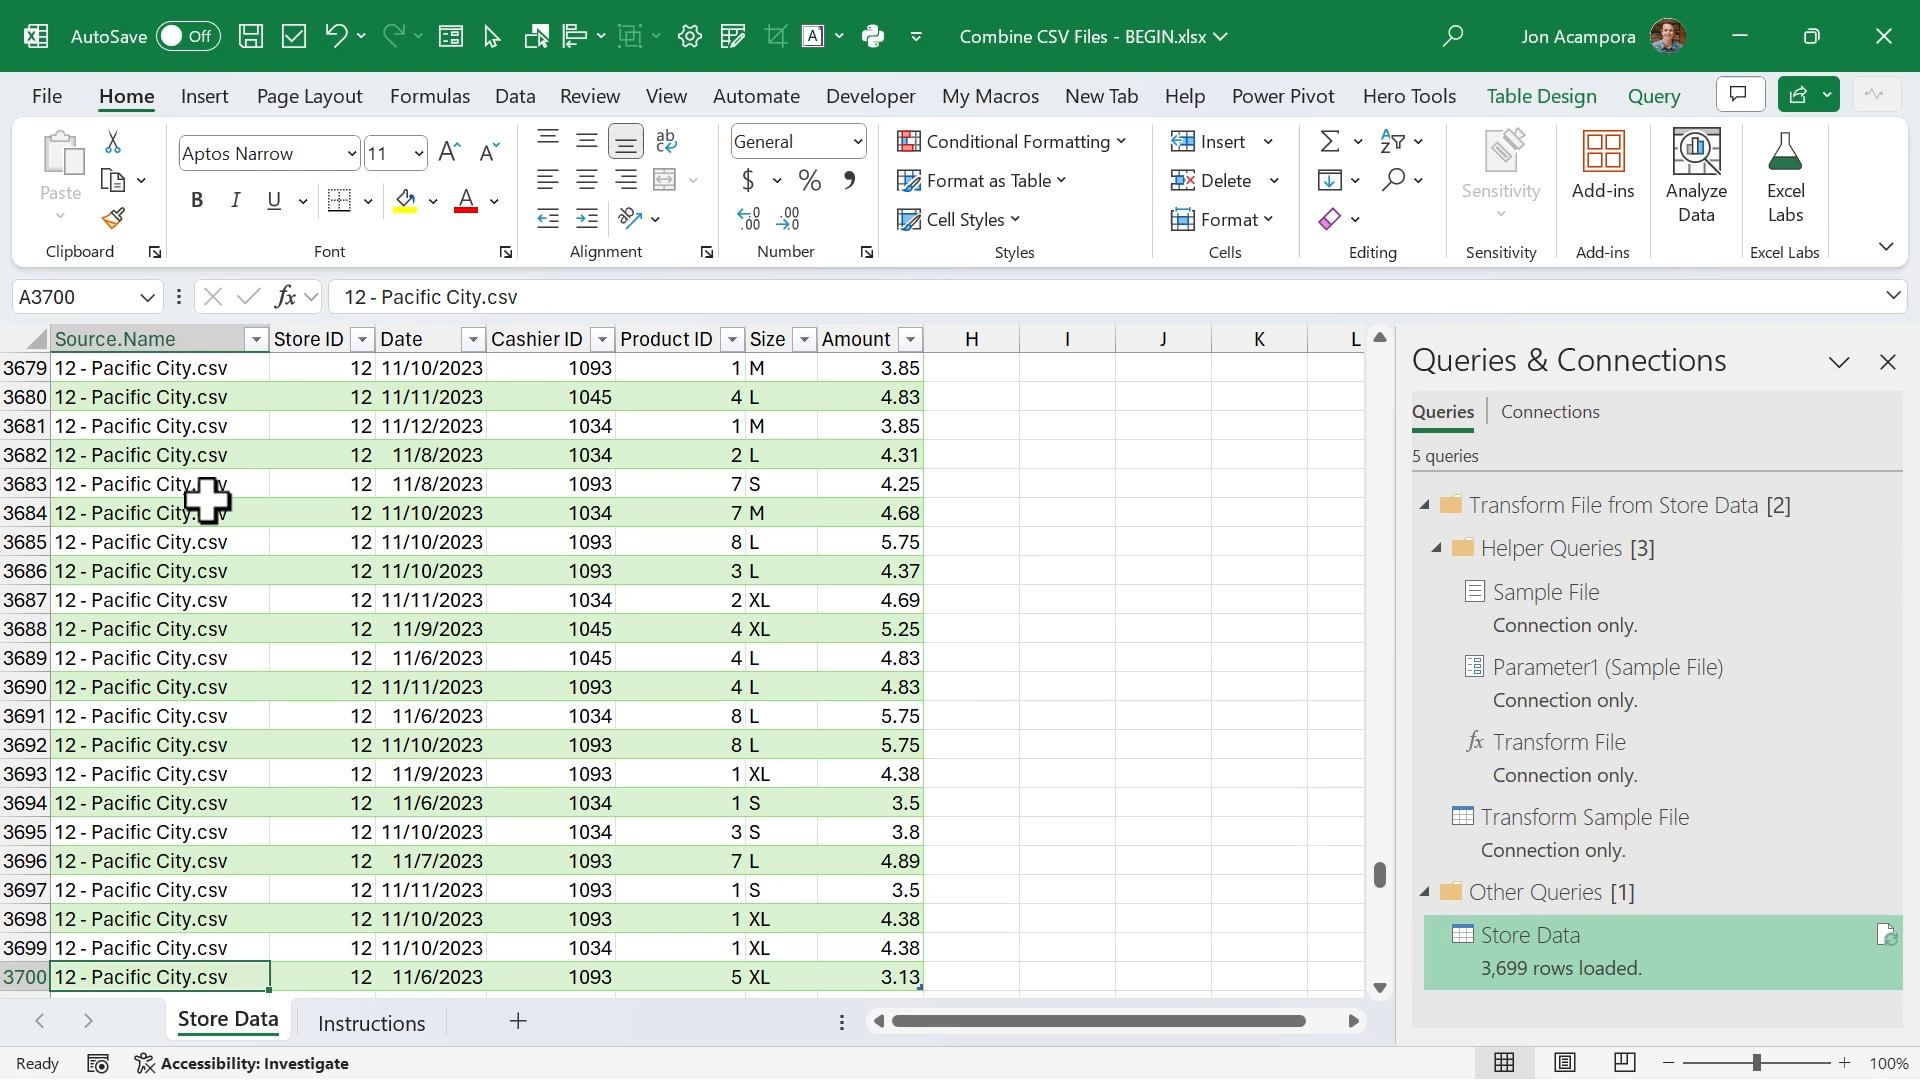 AutoSave Off A Combine CSV Files - BEGIN.xlsx Jon Acampora
File Home Insert Page Layout Formulas Data Review View Automate Developer My Macros New Tab Help Power Pivot Hero Tools Table Design Query
Paste
Clipboard
Aptos Narrow 11 A A
B I U A
Font
ab
Alignment
General
$ % 9
.00 .00
Number
Conditional Formatting
Format as Table
Cell Styles
Styles
Insert
Delete
Format
Cells
Editing
Sensitivity
Sensitivity
Add-ins
Add-ins
Analyze
Data
Excel
Labs
Excel Labs
A3700 fx 12 - Pacific City.csv
Source.Name Store ID Date Cashier ID Product ID Size Amount H I J K L
3679 12 - Pacific City.csv 12 11/10/2023 1093 1 M 3.85
3680 12 - Pacific City.csv 12 11/11/2023 1045 4 L 4.83
3681 12 - Pacific City.csv 12 11/12/2023 1034 1 M 3.85
3682 12 - Pacific City.csv 12 11/8/2023 1034 2 L 4.31
3683 12 - Pacific City.csv 12 11/8/2023 1093 7 S 4.25
3684 12 - Pacific City.csv 12 11/10/2023 1034 7 M 4.68
3685 12 - Pacific City.csv 12 11/10/2023 1093 8 L 5.75
3686 12 - Pacific City.csv 12 11/10/2023 1093 3 L 4.37
3687 12 - Pacific City.csv 12 11/11/2023 1034 2 XL 4.69
3688 12 - Pacific City.csv 12 11/9/2023 1045 4 XL 5.25
3689 12 - Pacific City.csv 12 11/6/2023 1045 4 L 4.83
3690 12 - Pacific City.csv 12 11/11/2023 1093 4 L 4.83
3691 12 - Pacific City.csv 12 11/6/2023 1034 8 L 5.75
3692 12 - Pacific City.csv 12 11/10/2023 1093 8 L 5.75
3693 12 - Pacific City.csv 12 11/9/2023 1093 1 XL 4.38
3694 12 - Pacific City.csv 12 11/6/2023 1034 1 S 3.5
3695 12 - Pacific City.csv 12 11/10/2023 1034 3 S 3.8
3696 12 - Pacific City.csv 12 11/7/2023 1093 7 L 4.89
3697 12 - Pacific City.csv 12 11/11/2023 1093 1 S 3.5
3698 12 - Pacific City.csv 12 11/10/2023 1093 1 XL 4.38
3699 12 - Pacific City.csv 12 11/10/2023 1034 1 XL 4.38
3700 12 - Pacific City.csv 12 11/6/2023 1093 5 XL 3.13
Queries & Connections
Queries Connections
5 queries
Transform File from Store Data [2]
Helper Queries [3]
Sample File
Connection only.
Parameter1 (Sample File)
Connection only.
fx Transform File
Connection only.
Transform Sample File
Connection only.
Other Queries [1]
Store Data
3,699 rows loaded.
Store Data Instructions
Ready Accessibility: Investigate 100%